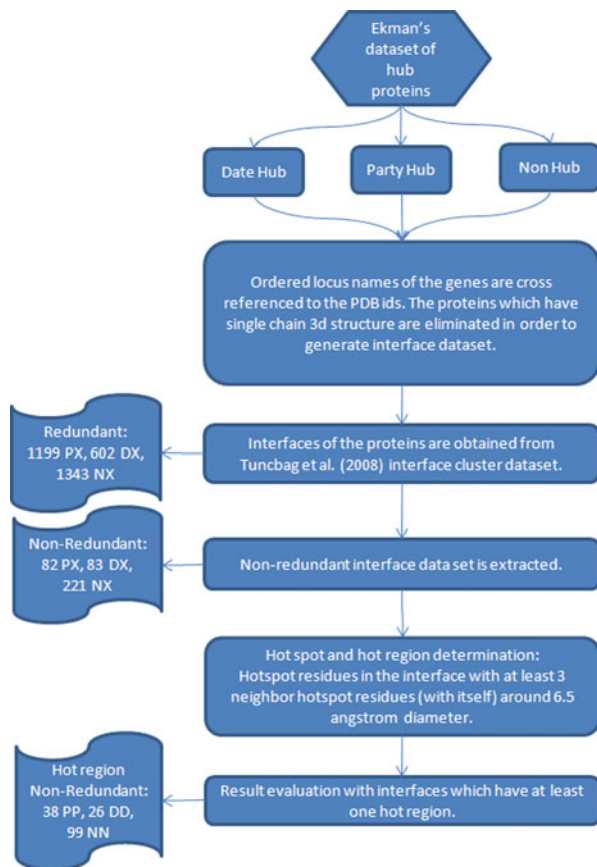 Ekman's
dataset of
hub
proteins
Date Hub
Party Hub
Non Hub
Ordered locus names of the genes are cross
referenced to the PDB ids. The proteins which have
single chain 3d structure are eliminated in order to
generate interface dataset.
Redundant:
1199 PX, 602 DX,
1343 NX
Interfaces of the proteins are obtained from
Tuncbag et al. (2008) interface cluster dataset.
Non-Redundant:
82 PX, 83 DX,
221 NX
Non-redundant interface data set is extracted.
Hot spot and hot region determination:
Hotspot residues in the interface with at least 3
neighbor hotspot residues (with itself) around 6.5
angstrom diameter.
Hot region
Non-Redundant:
38 PP, 26 DD,
99 NN
Result evaluation with interfaces which have at least
one hot region.